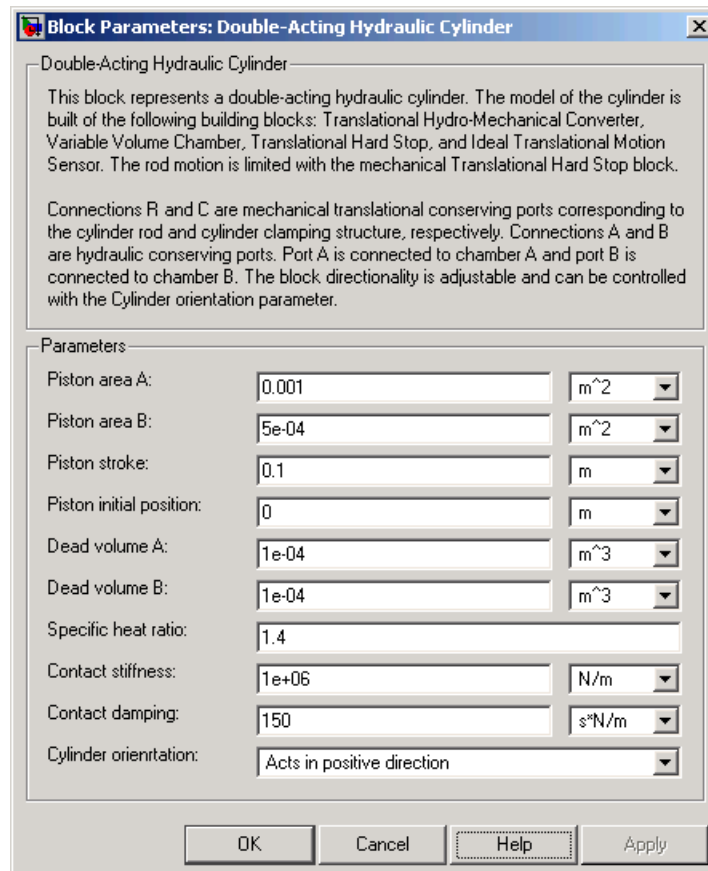 Block Parameters: Double-Acting Hydraulic Cylinder
Double-Acting Hydraulic Cylinder
This block represents a double-acting hydraulic cylinder. The model of the cylinder is
built of the following building blocks: Translational Hydro-Mechanical Converter,
Variable Volume Chamber, Translational Hard Stop, and Ideal Translational Motion
Sensor. The rod motion is limited with the mechanical Translational Hard Stop block.
Connections R and C are mechanical translational conserving ports corresponding to
the cylinder rod and cylinder clamping structure, respectively. Connections A and B
are hydraulic conserving ports. Port A is connected to chamber A and port B is
connected to chamber B. The block directionality is adjustable and can be controlled
with the Cylinder orientation parameter.
Parameters
Piston area A: 0.001 m^2
Piston area B: 5e-04 m^2
Piston stroke: 0.1 m
Piston initial position: 0 m
Dead volume A: 1e-04 m^3
Dead volume B: 1e-04 m^3
Specific heat ratio: 1.4
Contact stiffness: 1e+06 N/m
Contact damping: 150 s*N/m
Cylinder orienrtation: Acts in positive direction
OK Cancel Help Apply